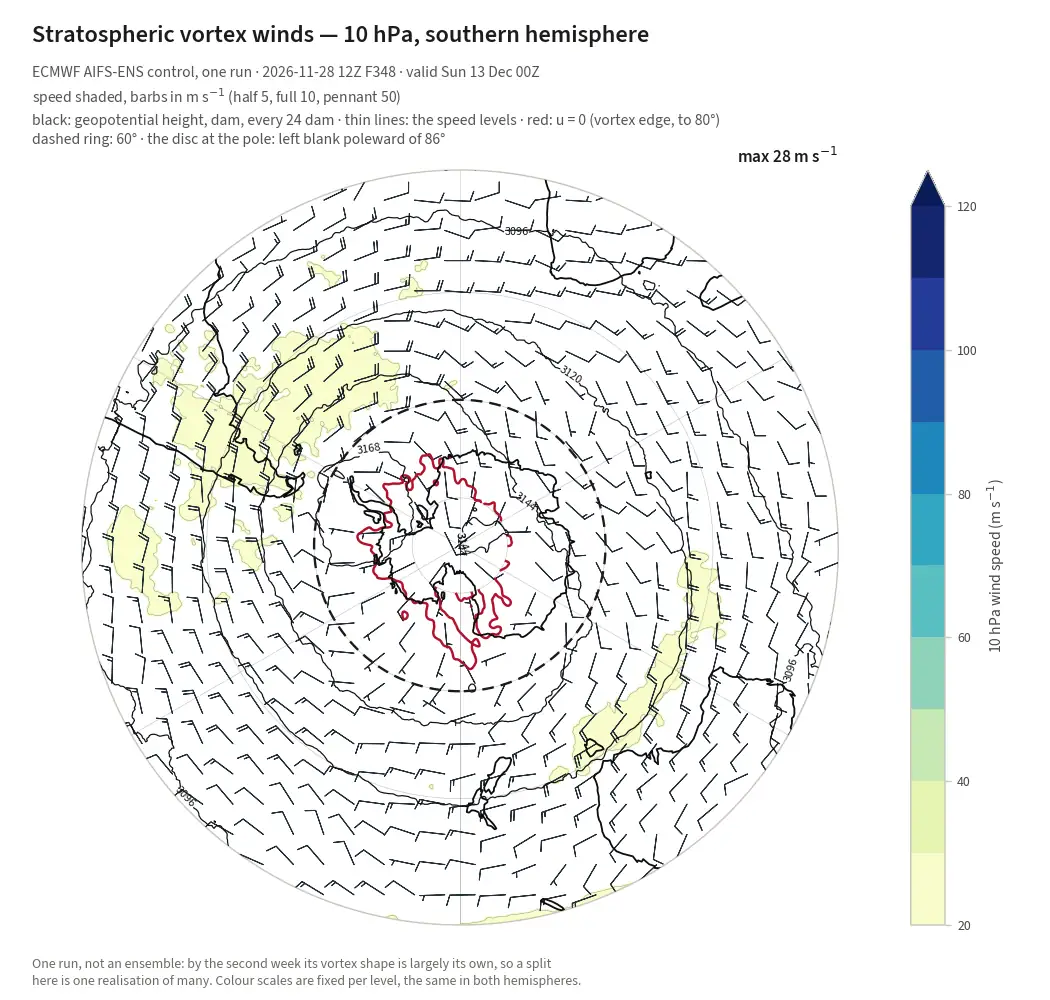 Stratospheric vortex winds — 10 hPa, southern hemisphere
ECMWF AIFS-ENS control, one run · 2026-11-28 12Z F348 · valid Sun 13 Dec 00Z
speed shaded, barbs in m s⁻¹ (half 5, full 10, pennant 50)
black: geopotential height, dam, every 24 dam · thin lines: the speed levels · red: u = 0 (vortex edge, to 80°)
dashed ring: 60° · the disc at the pole: left blank poleward of 86°
max 28 m s⁻¹
3096
3120
3168
3144
3144
3096
3096
120
100
80
60
40
20
10 hPa wind speed (m s⁻¹)
One run, not an ensemble: by the second week its vortex shape is largely its own, so a split
here is one realisation of many. Colour scales are fixed per level, the same in both hemispheres.